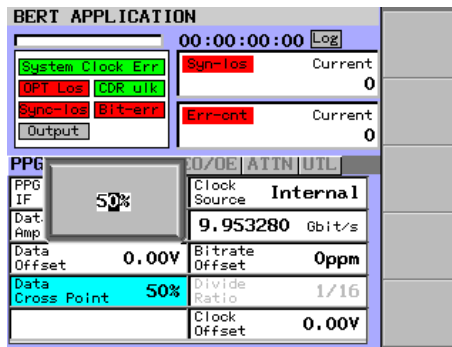 BERT APPLICATION
00:00:00:00 Log
System Clock Err
OPT Los CDR ulk
Sync-los Bit-err
Output
Syn-los Current
0
Err-cnt Current
0
PPG EO/OE ATTN UTL
PPG
IF
50%
Clock
Source Internal
Dat
Amp
9.953280 Gbit/s
Data
Offset 0.00V
Bitrate
Offset 0ppm
Data
Cross Point 50%
Divide
Ratio 1/16
Clock
Offset 0.00V